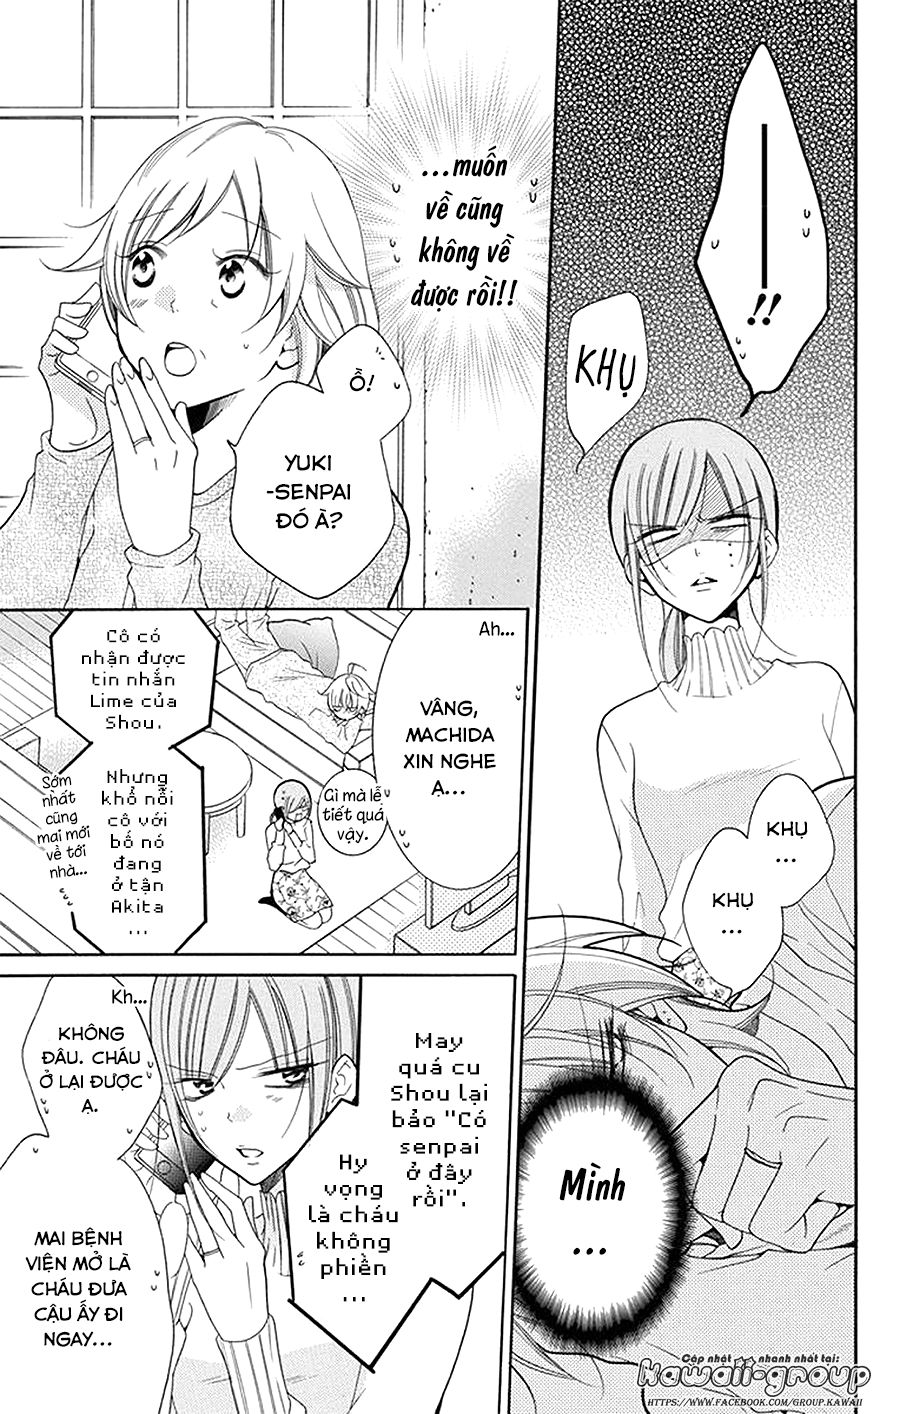 —!!
KHỤ
KHỤ
...
KHỤ
...
Mình
...
...muốn
về cũng
không về
được rồi!!
Ồ!
YUKI
-SENPAI
ĐÓ À?
Ah...
VÂNG,
MACHIDA
XIN NGHE
Ạ...
Gì mà lễ
tiết quá
vậy.
Cô có
nhận được
tin nhắn
Lime của
Shou.
Nhưng
khổ nỗi
cô với
bố nó
đang
ở tận
Akita
...
Sớm
nhất
cũng
mai mới
về tới
nhà...
May
quá cu
Shou lại
bảo "Có
senpai
ở đây
rồi".
Hy
vọng
là cháu
không
phiền
...
Kh...
KHÔNG
ĐÂU. CHÁU
Ở LẠI ĐƯỢC
Ạ.
MAI BỆNH
VIỆN MỞ LÀ
CHÁU ĐƯA
CẬU ẤY ĐI
NGAY...
Cập nhật nhanh nhất tại:
kawaii-group
HTTPS://WWW.FACEBOOK.COM/GROUP.KAWAII